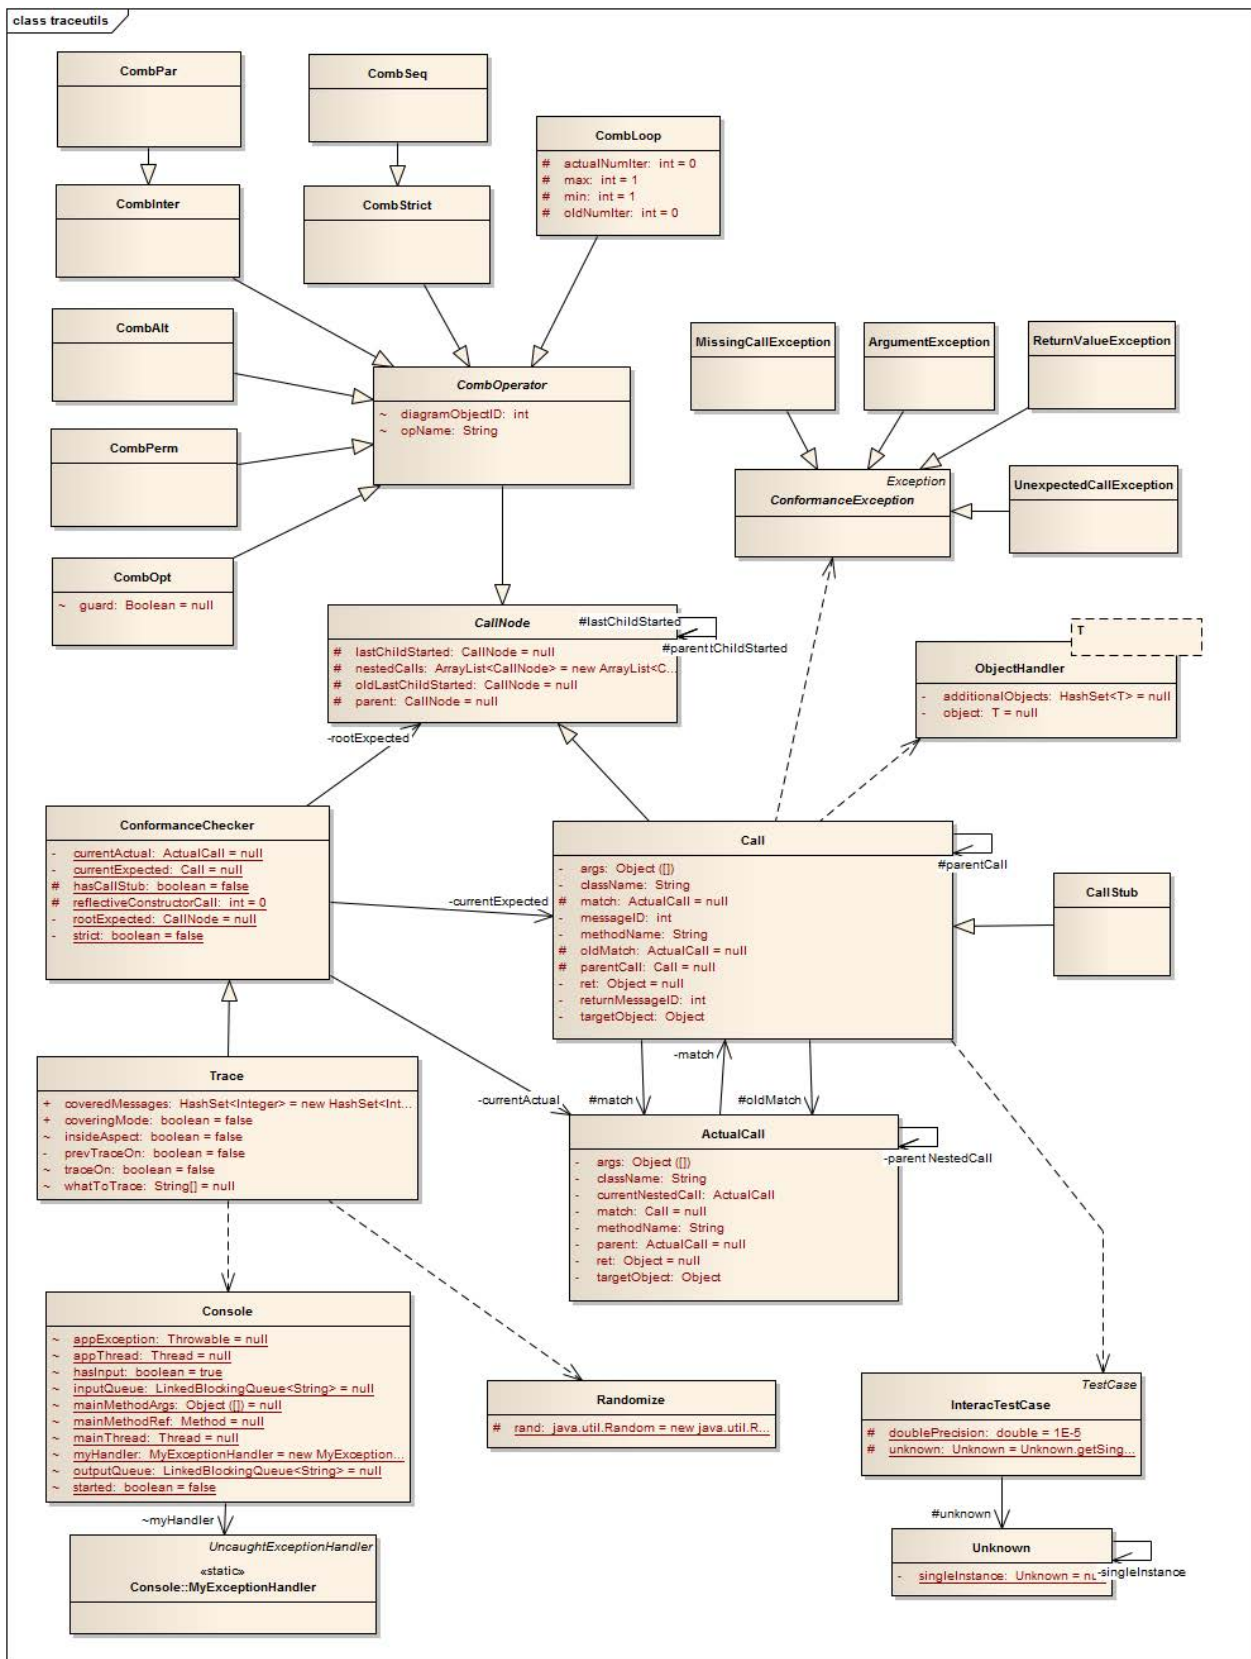 class traceutils
CombPar
CombSeq
CombLoop
# actualNumIter: int = 0
# max: int = 1
# min: int = 1
# oldNumIter: int = 0
CombInter
CombStrict
CombAlt
MissingCallException
ArgumentException
ReturnValueException
CombOperator
~ diagramObjectID: int
~ opName: String
CombPerm
Exception
ConformanceException
UnexpectedCallException
CombOpt
~ guard: Boolean = null
CallNode
# lastChildStarted: CallNode = null
# nestedCalls: ArrayList<CallNode> = new ArrayList<C...
# oldLastChildStarted: CallNode = null
# parent: CallNode = null
#lastChildStarted
#parent tChildStarted
T
ObjectHandler
- additionalObjects: HashSet<T> = null
- object: T = null
-rootExpected
ConformanceChecker
- currentActual: ActualCall = null
- currentExpected: Call = null
# hasCallStub: boolean = false
# reflectiveConstructorCall: int = 0
- rootExpected: CallNode = null
- strict: boolean = false
-currentExpected
Call
- args: Object ([])
- className: String
# match: ActualCall = null
- messageID: int
- methodName: String
# oldMatch: ActualCall = null
# parentCall: Call = null
- ret: Object = null
- returnMessageID: int
- targetObject: Object
#parentCall
CallStub
-match
#match
#oldMatch
-currentActual
Trace
+ coveredMessages: HashSet<Integer> = new HashSet<Int...
+ coveringMode: boolean = false
~ insideAspect: boolean = false
- prevTraceOn: boolean = false
~ traceOn: boolean = false
~ whatToTrace: String[] = null
ActualCall
- args: Object ([])
- className: String
- currentNestedCall: ActualCall
- match: Call = null
- methodName: String
- parent: ActualCall = null
- ret: Object = null
- targetObject: Object
-parent NestedCall
Console
~ appException: Throwable = null
~ appThread: Thread = null
~ hasInput: boolean = true
~ inputQueue: LinkedBlockingQueue<String> = null
~ mainMethodArgs: Object ([]) = null
~ mainMethodRef: Method = null
~ mainThread: Thread = null
~ myHandler: MyExceptionHandler = new MyException...
~ outputQueue: LinkedBlockingQueue<String> = null
~ started: boolean = false
Randomize
# rand: java.util.Random = new java.util.R...
TestCase
InteracTestCase
# doublePrecision: double = 1E-5
# unknown: Unknown = Unknown.getSing...
~myHandler
#unknown
UncaughtExceptionHandler
«static»
Console::MyExceptionHandler
Unknown
- singleInstance: Unknown = nu
-singleInstance